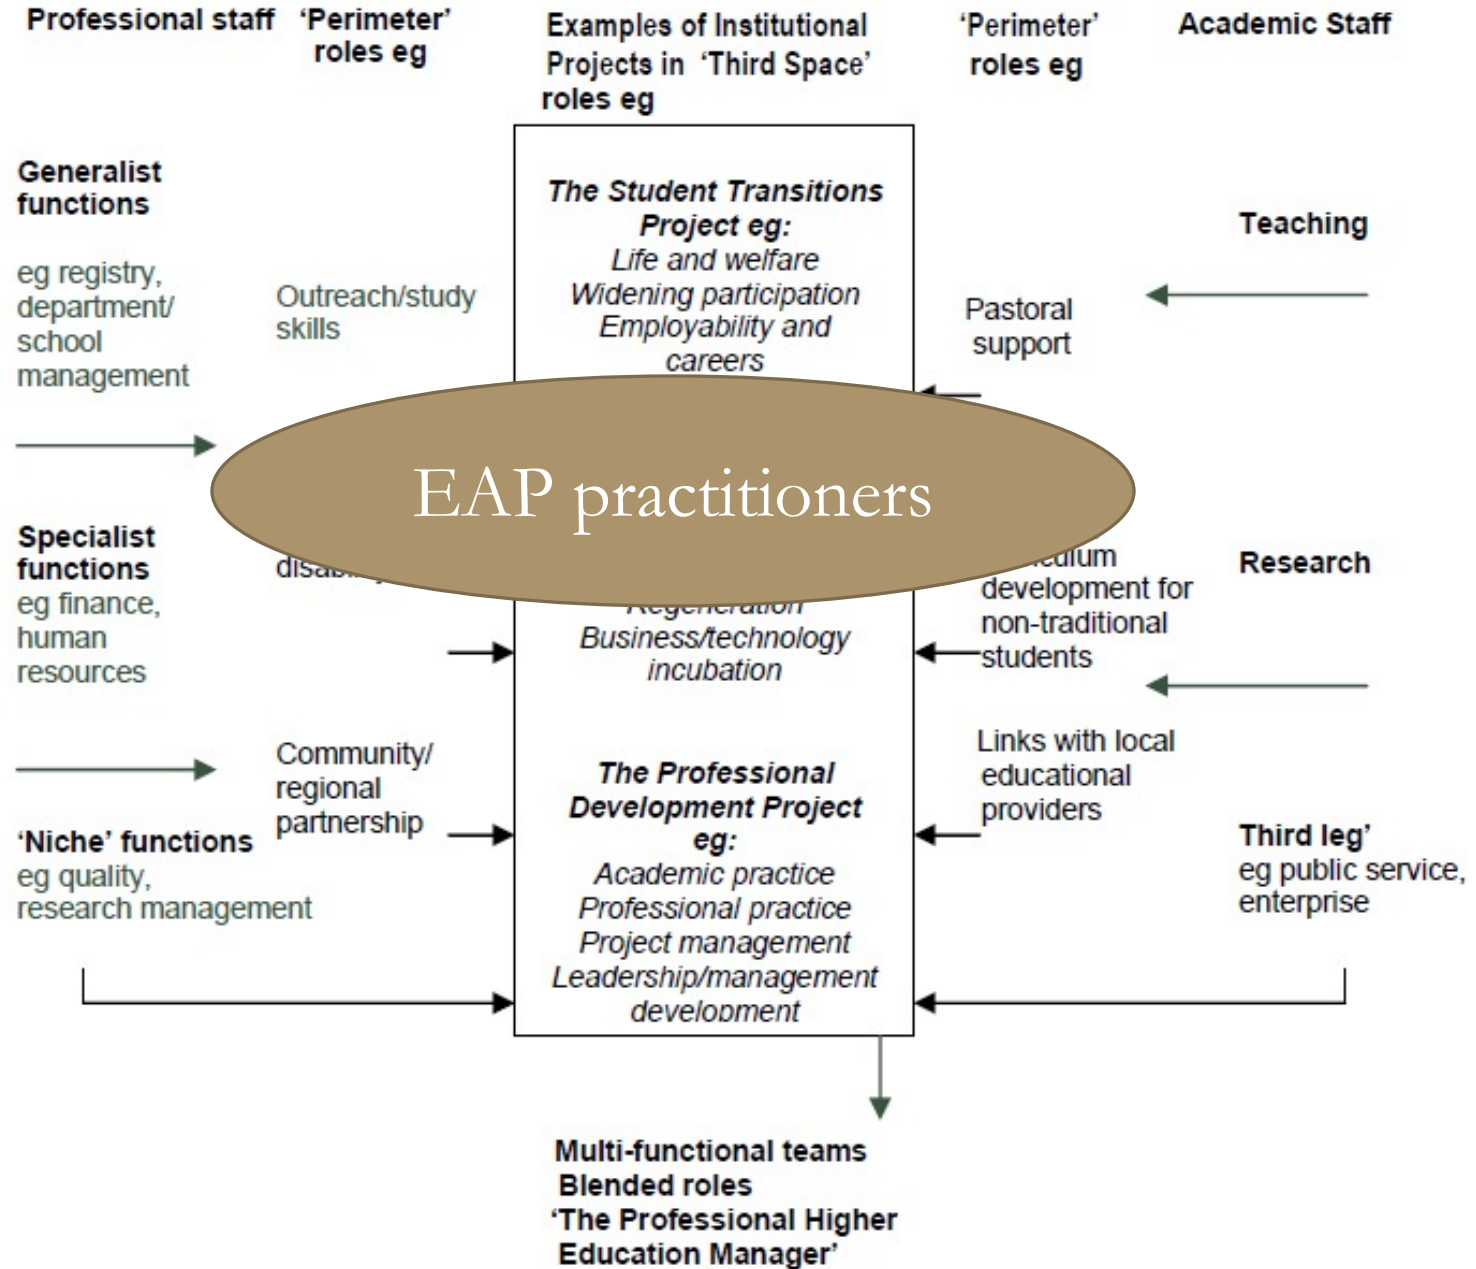 Professional staff
‘Perimeter’
roles eg
Examples of Institutional
Projects in ‘Third Space’
roles eg
‘Perimeter’
roles eg
Academic Staff
Generalist
functions
eg registry,
department/
school
management
Specialist
functions
eg finance,
human
resources
‘Niche’ functions
eg quality,
research management
Outreach/study
skills
Community/
regional
partnership
The Student Transitions
Project eg:
Life and welfare
Widening participation
Employability and
careers
EAP practitioners
Regeneration
Business/technology
incubation
The Professional
Development Project
eg:
Academic practice
Professional practice
Project management
Leadership/management
development
Pastoral
support
development for
non-traditional
students
Links with local
educational
providers
Teaching
Research
Third leg’
eg public service,
enterprise
Multi-functional teams
Blended roles
‘The Professional Higher
Education Manager’